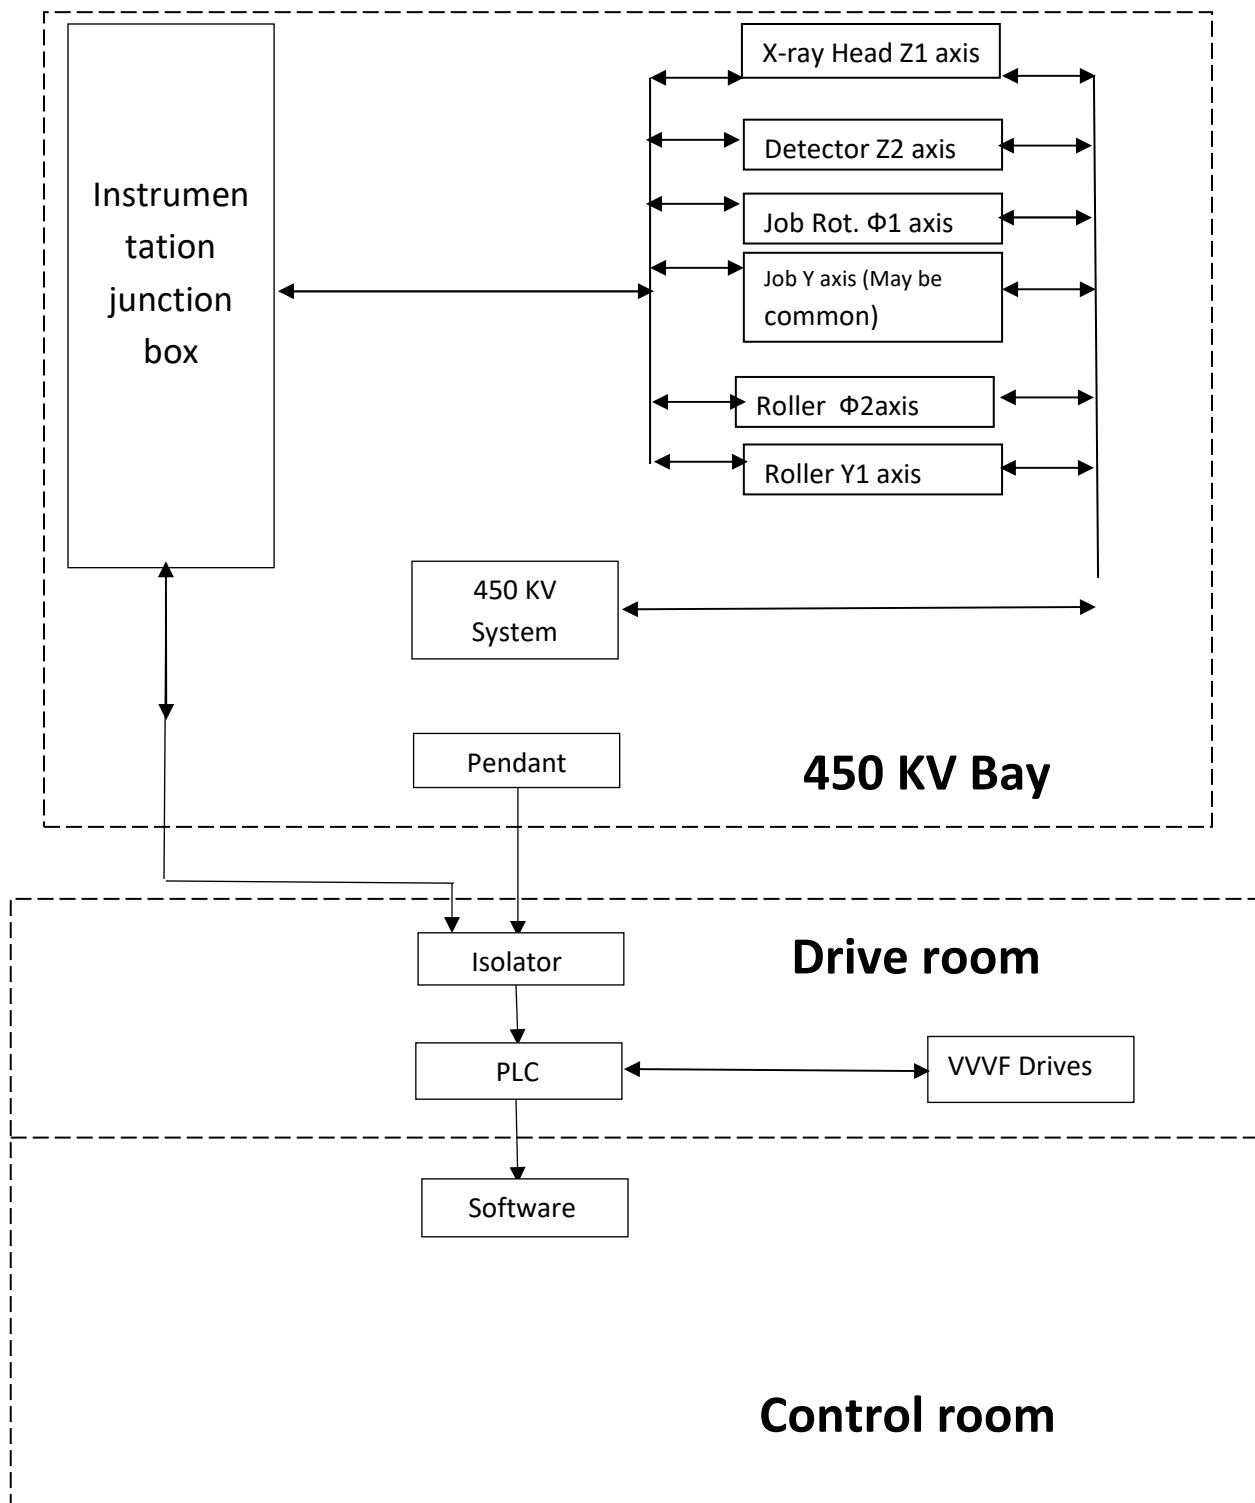 Instrumen
tation
junction
box
X-ray Head Z1 axis
Detector Z2 axis
Job Rot. Φ1 axis
Job Y axis (May be
common)
Roller  Φ2axis
Roller Y1 axis
450 KV
System
Pendant
450 KV Bay
Isolator
Drive room
PLC
VVVF Drives
Software
Control room